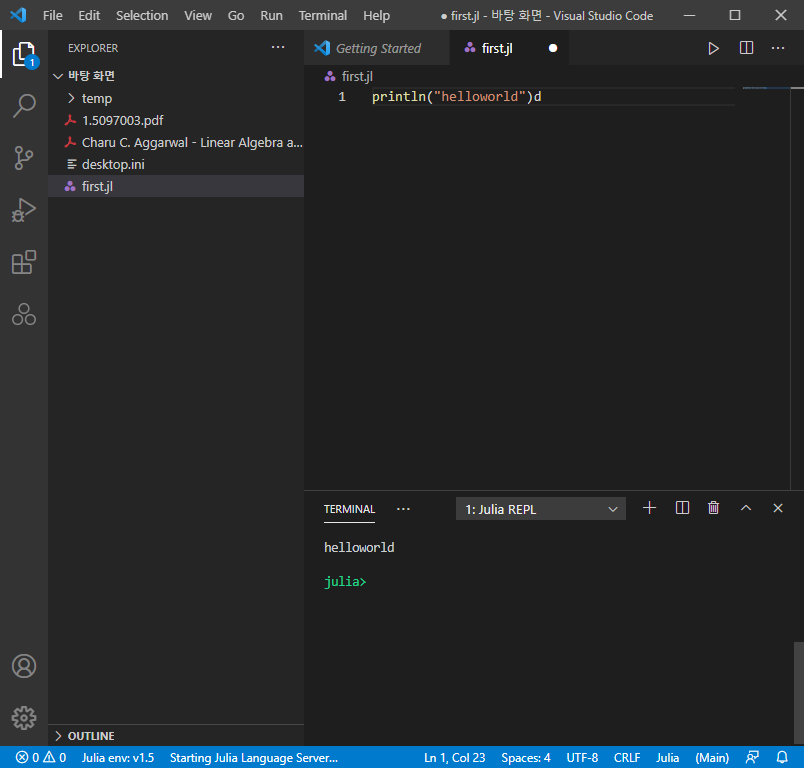 File Edit Selection View Go Run Terminal Help ● first.jl - 바탕 화면 - Visual Studio Code
EXPLORER
바탕 화면
temp
1.5097003.pdf
Charu C. Aggarwal - Linear Algebra a...
desktop.ini
first.jl
OUTLINE
Getting Started
first.jl
first.jl
1 println("helloworld")d
TERMINAL
1: Julia REPL
helloworld
julia>
1
0 0 Julia env: v1.5 Starting Julia Language Server... Ln 1, Col 23 Spaces: 4 UTF-8 CRLF Julia (Main)